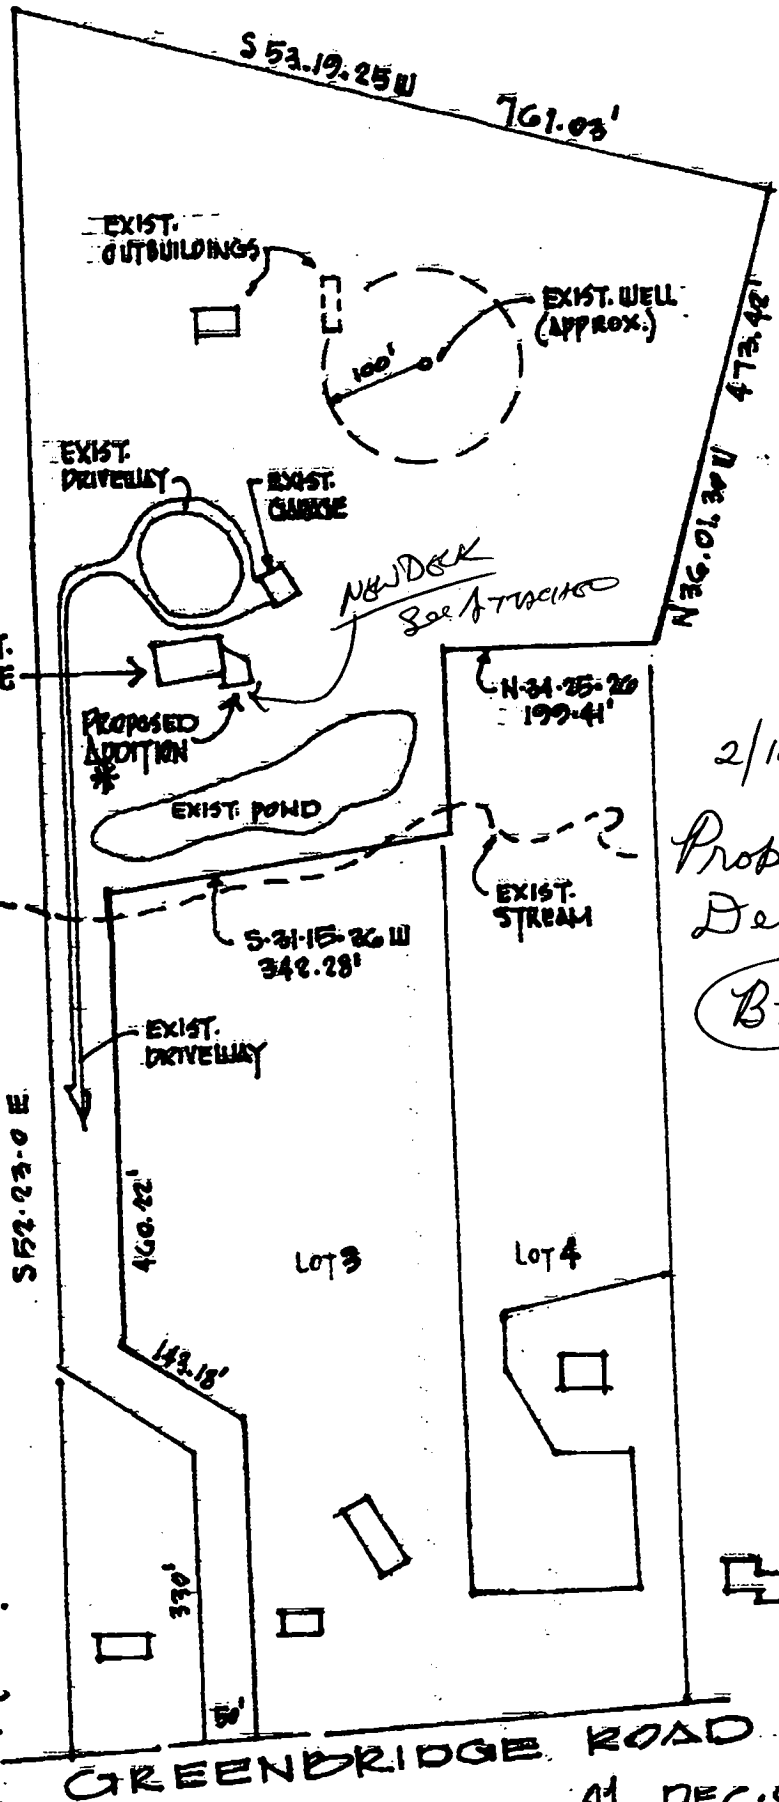 S 53.19.25 W
761.03'
EXIST.
OUTBUILDINGS
EXIST. WELL
(APPROX.)
100'
473.42'
N 36.01.30 W
EXIST.
DRIVEWAY
EXIST.
GARAGE
NEW DECK
See Attached
N-34-25-26
199.41'
PROPOSED
ADDITION
*
EXIST. POND
2/1
Prop
De
B
EXIST.
STREAM
S-31-15-36 W
342.28'
EXIST.
DRIVEWAY
S 52-23-0 E
460.22'
LOT 3
LOT 4
143.18'
330'
50'
GREENBRIDGE ROAD
DEC.